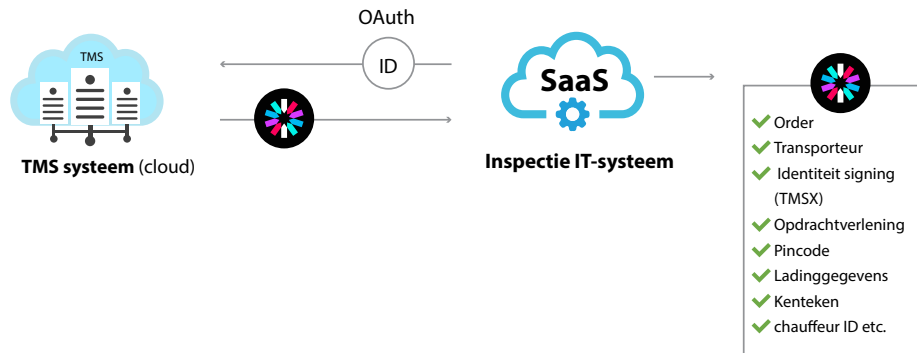 OAuth
ID
TMS
TMS systeem (cloud)
SaaS
Inspectie IT-systeem
Order
Transporteur
Identiteit signing
(TMSX)
Opdrachtverlening
Pincode
Ladinggegevens
Kenteken
chauffeur ID etc.